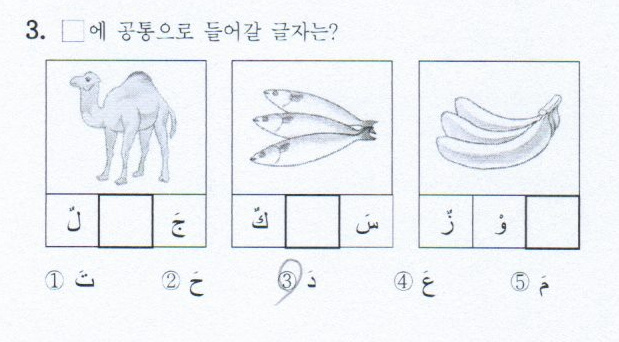 3. □에 공통으로 들어갈 글자는?
جَ □ لٌ
سَ □ كٌ
□ وْ زٌ
① تَ ② حَ ③ دَ ④ عَ ⑤ مَ